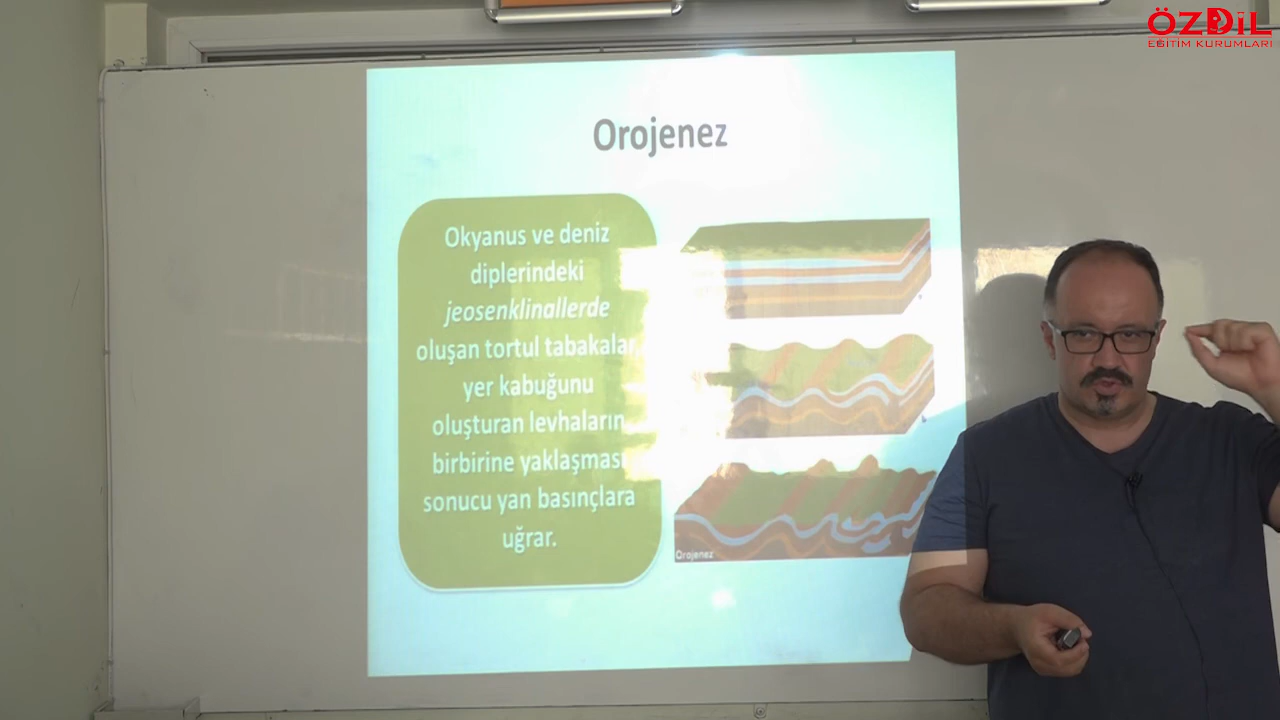 ÖZDİL
EĞİTİM KURUMLARI
Orojenez
Okyanus ve deniz
diplerindeki
jeosenklinallerde
oluşan tortul tabakalar,
yer kabuğunu
oluşturan levhaların
birbirine yaklaşması
sonucu yan basınçlara
uğrar.
Orojenez